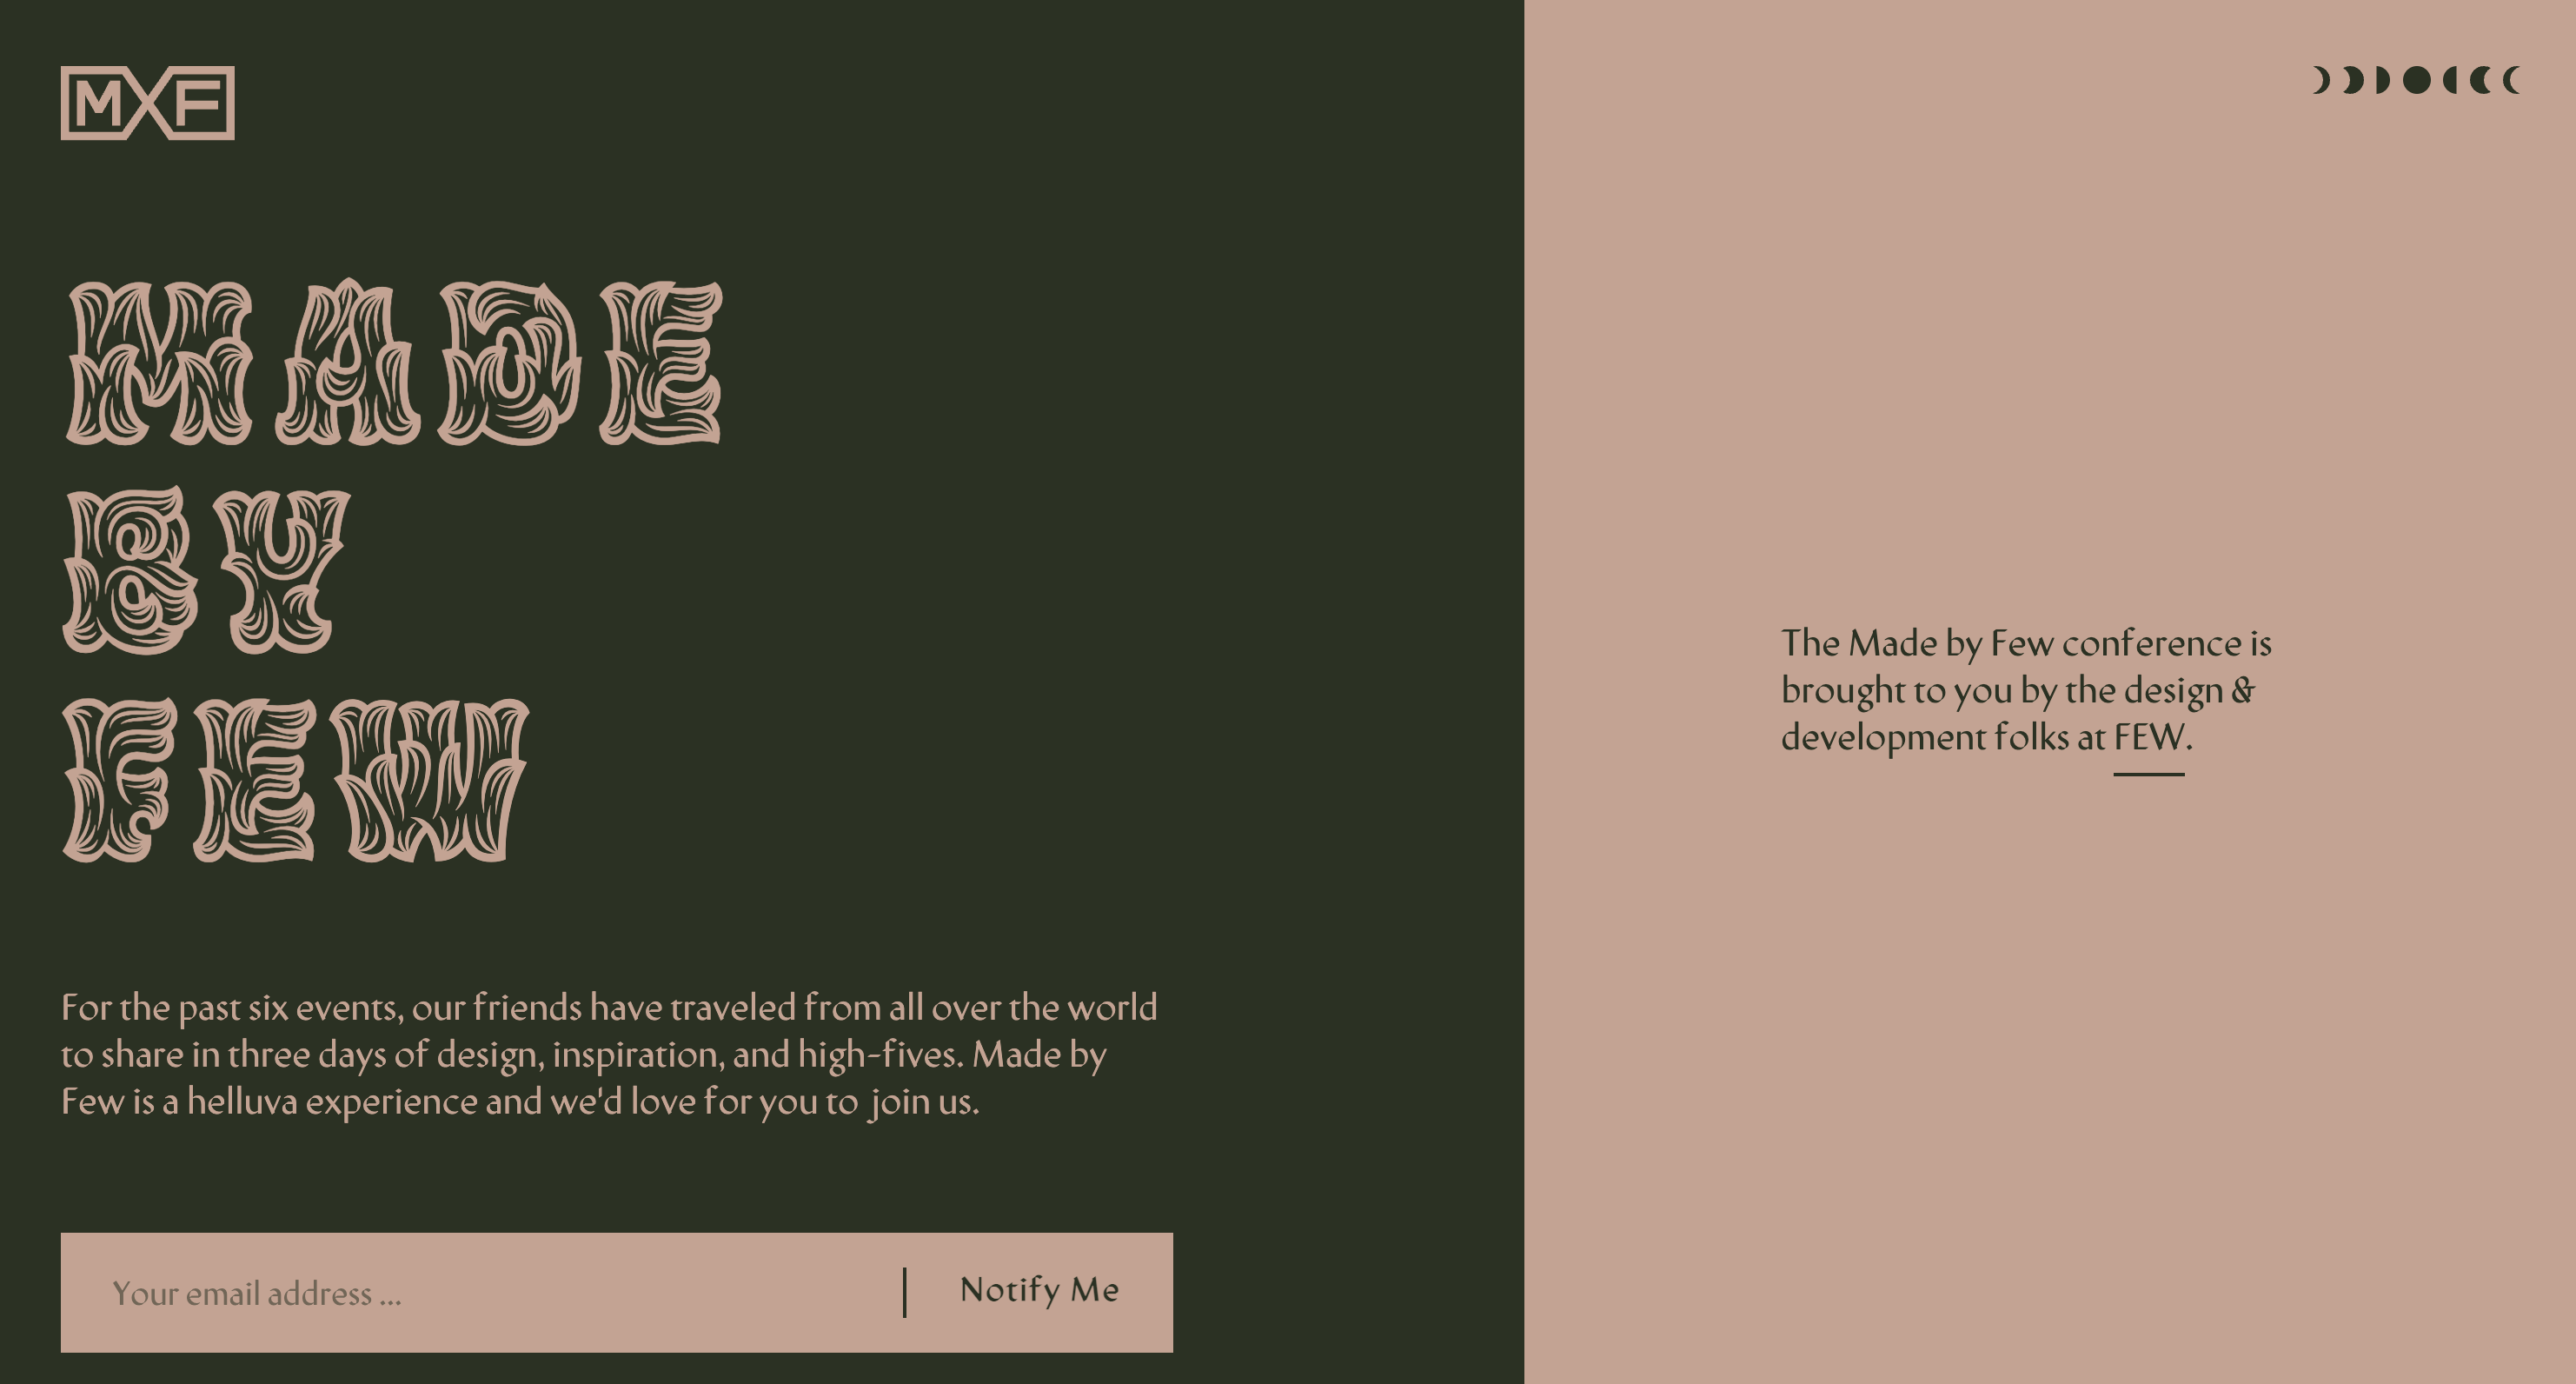 MXF
MADE
BY
FEW
For the past six events, our friends have traveled from all over the world
to share in three days of design, inspiration, and high-fives. Made by
Few is a helluva experience and we'd love for you to join us.
Your email address ...
Notify Me
The Made by Few conference is
brought to you by the design &
development folks at FEW.